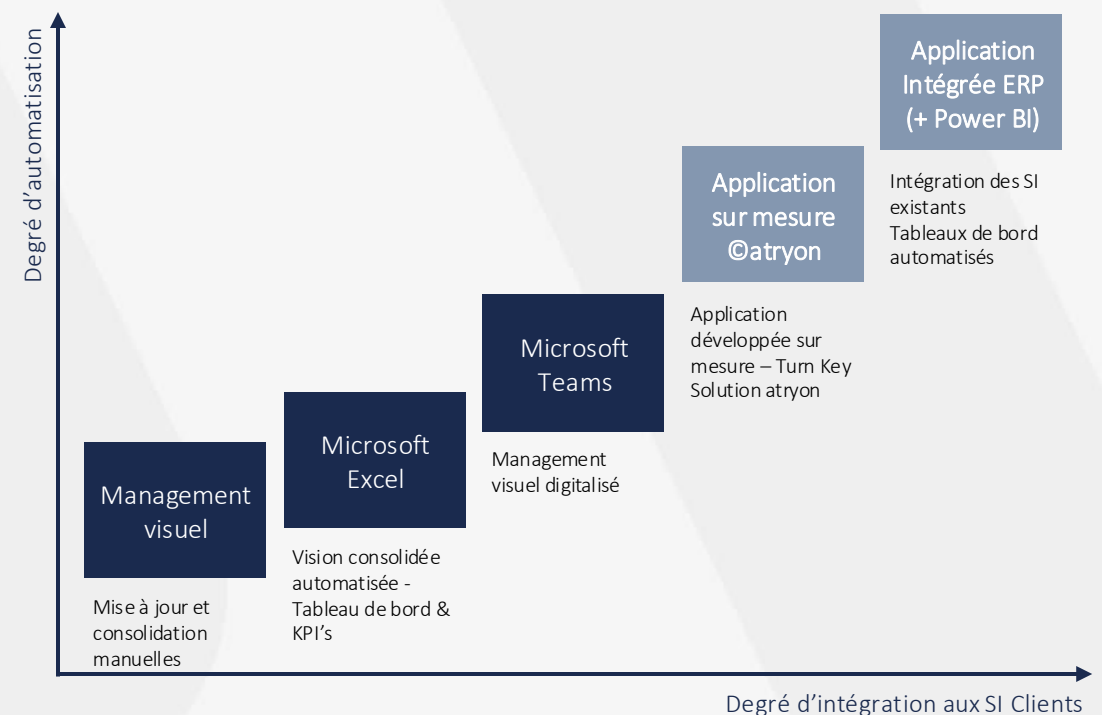 Degré d'automatisation
Application
Intégrée ERP
(+ Power BI)
Intégration des SI
existants
Tableaux de bord
automatisés
Application
sur mesure
©atryon
Application
développée sur
mesure – Turn Key
Solution atryon
Microsoft
Teams
Management
visuel digitalisé
Microsoft
Excel
Vision consolidée
automatisée -
Tableau de bord &
KPI's
Management
visuel
Mise à jour et
consolidation
manuelles
Degré d'intégration aux SI Clients